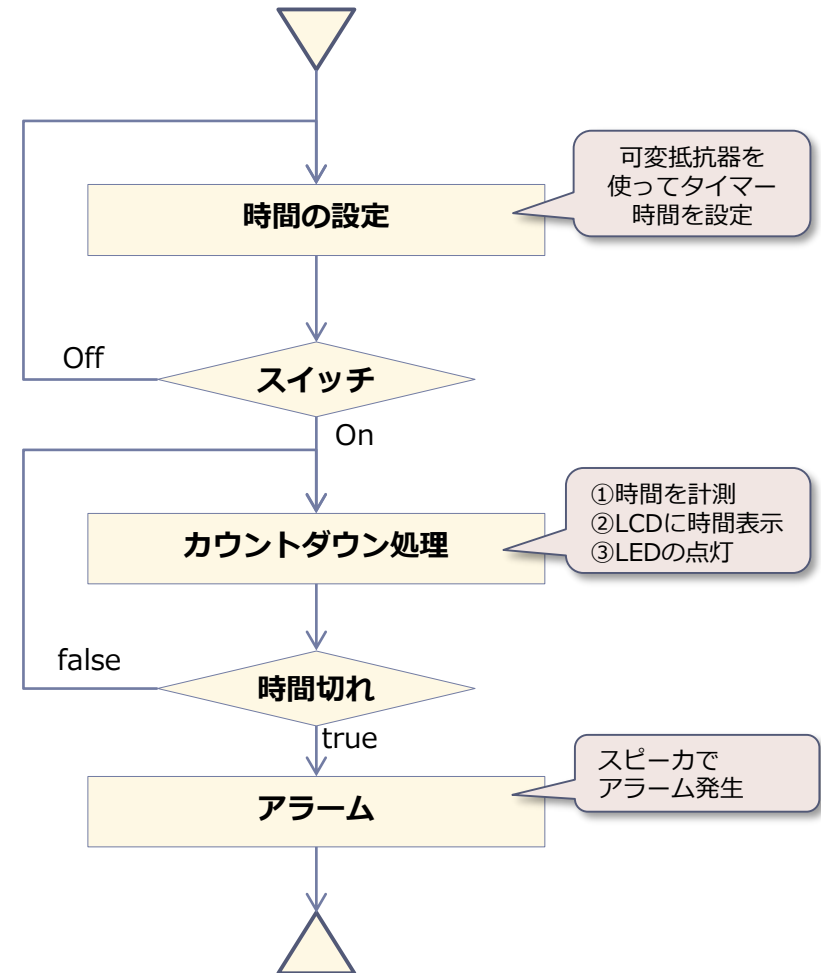 時間の設定
可変抵抗器を
使ってタイマー
時間を設定
Off
スイッチ
On
カウントダウン処理
①時間を計測
②LCDに時間表示
③LEDの点灯
false
時間切れ
true
アラーム
スピーカで
アラーム発生